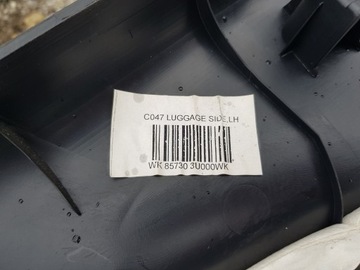 C047 LUGGAGE SIDE,LH
WK 85730 3U000WK